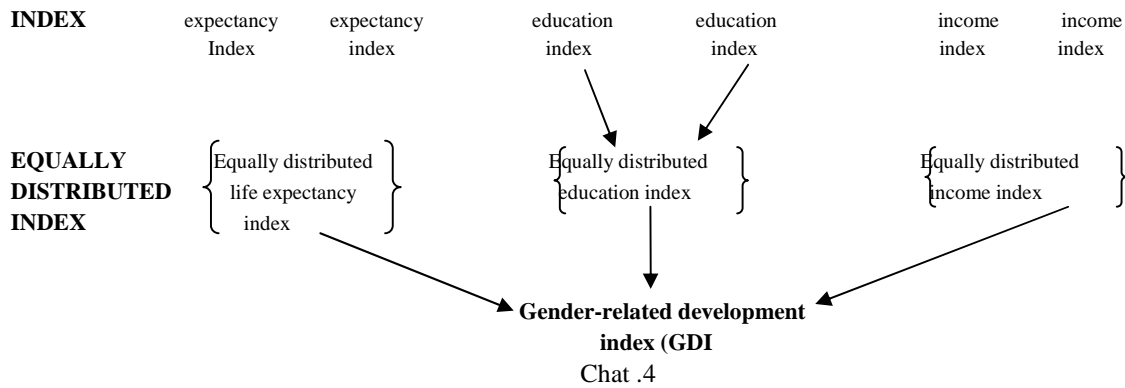 INDEX expectancy expectancy education education income income
Index index index index index index
EQUALLY Equally distributed Equally distributed Equally distributed
DISTRIBUTED life expectancy education index income index
INDEX index
Gender-related development
index (GDI
Chat .4